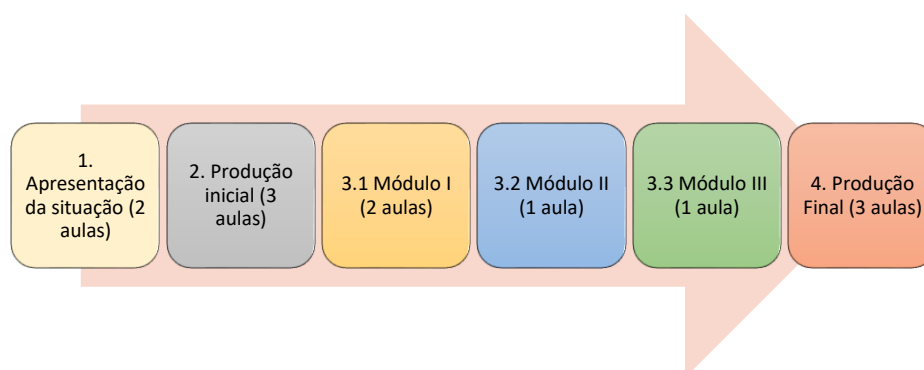 1.
Apresentação
da situação (2
aulas)
2. Produção
inicial (3
aulas)
3.1 Módulo I
(2 aulas)
3.2 Módulo II
(1 aula)
3.3 Módulo III
(1 aula)
4. Produção
Final (3 aulas)